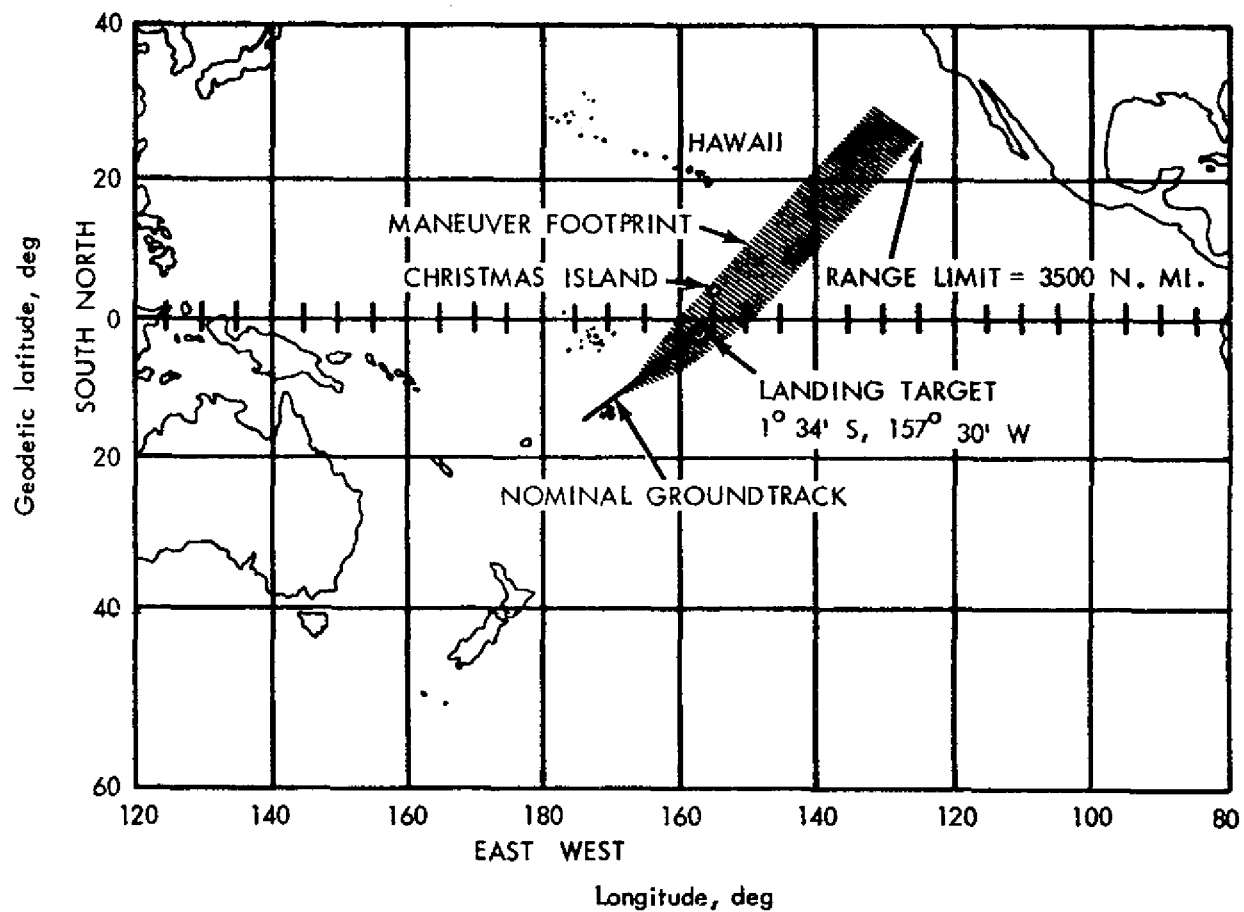 40
HAWAII
20
MANEUVER FOOTPRINT
CHRISTMAS ISLAND
RANGE LIMIT = 3500 N. MI.
0
LANDING TARGET
1° 34' S, 157° 30' W
20
NOMINAL GROUNDTRACK
40
60
Geodetic latitude, deg
SOUTH NORTH
120 140 160 180 160 140 120 100 80
EAST WEST
Longitude, deg